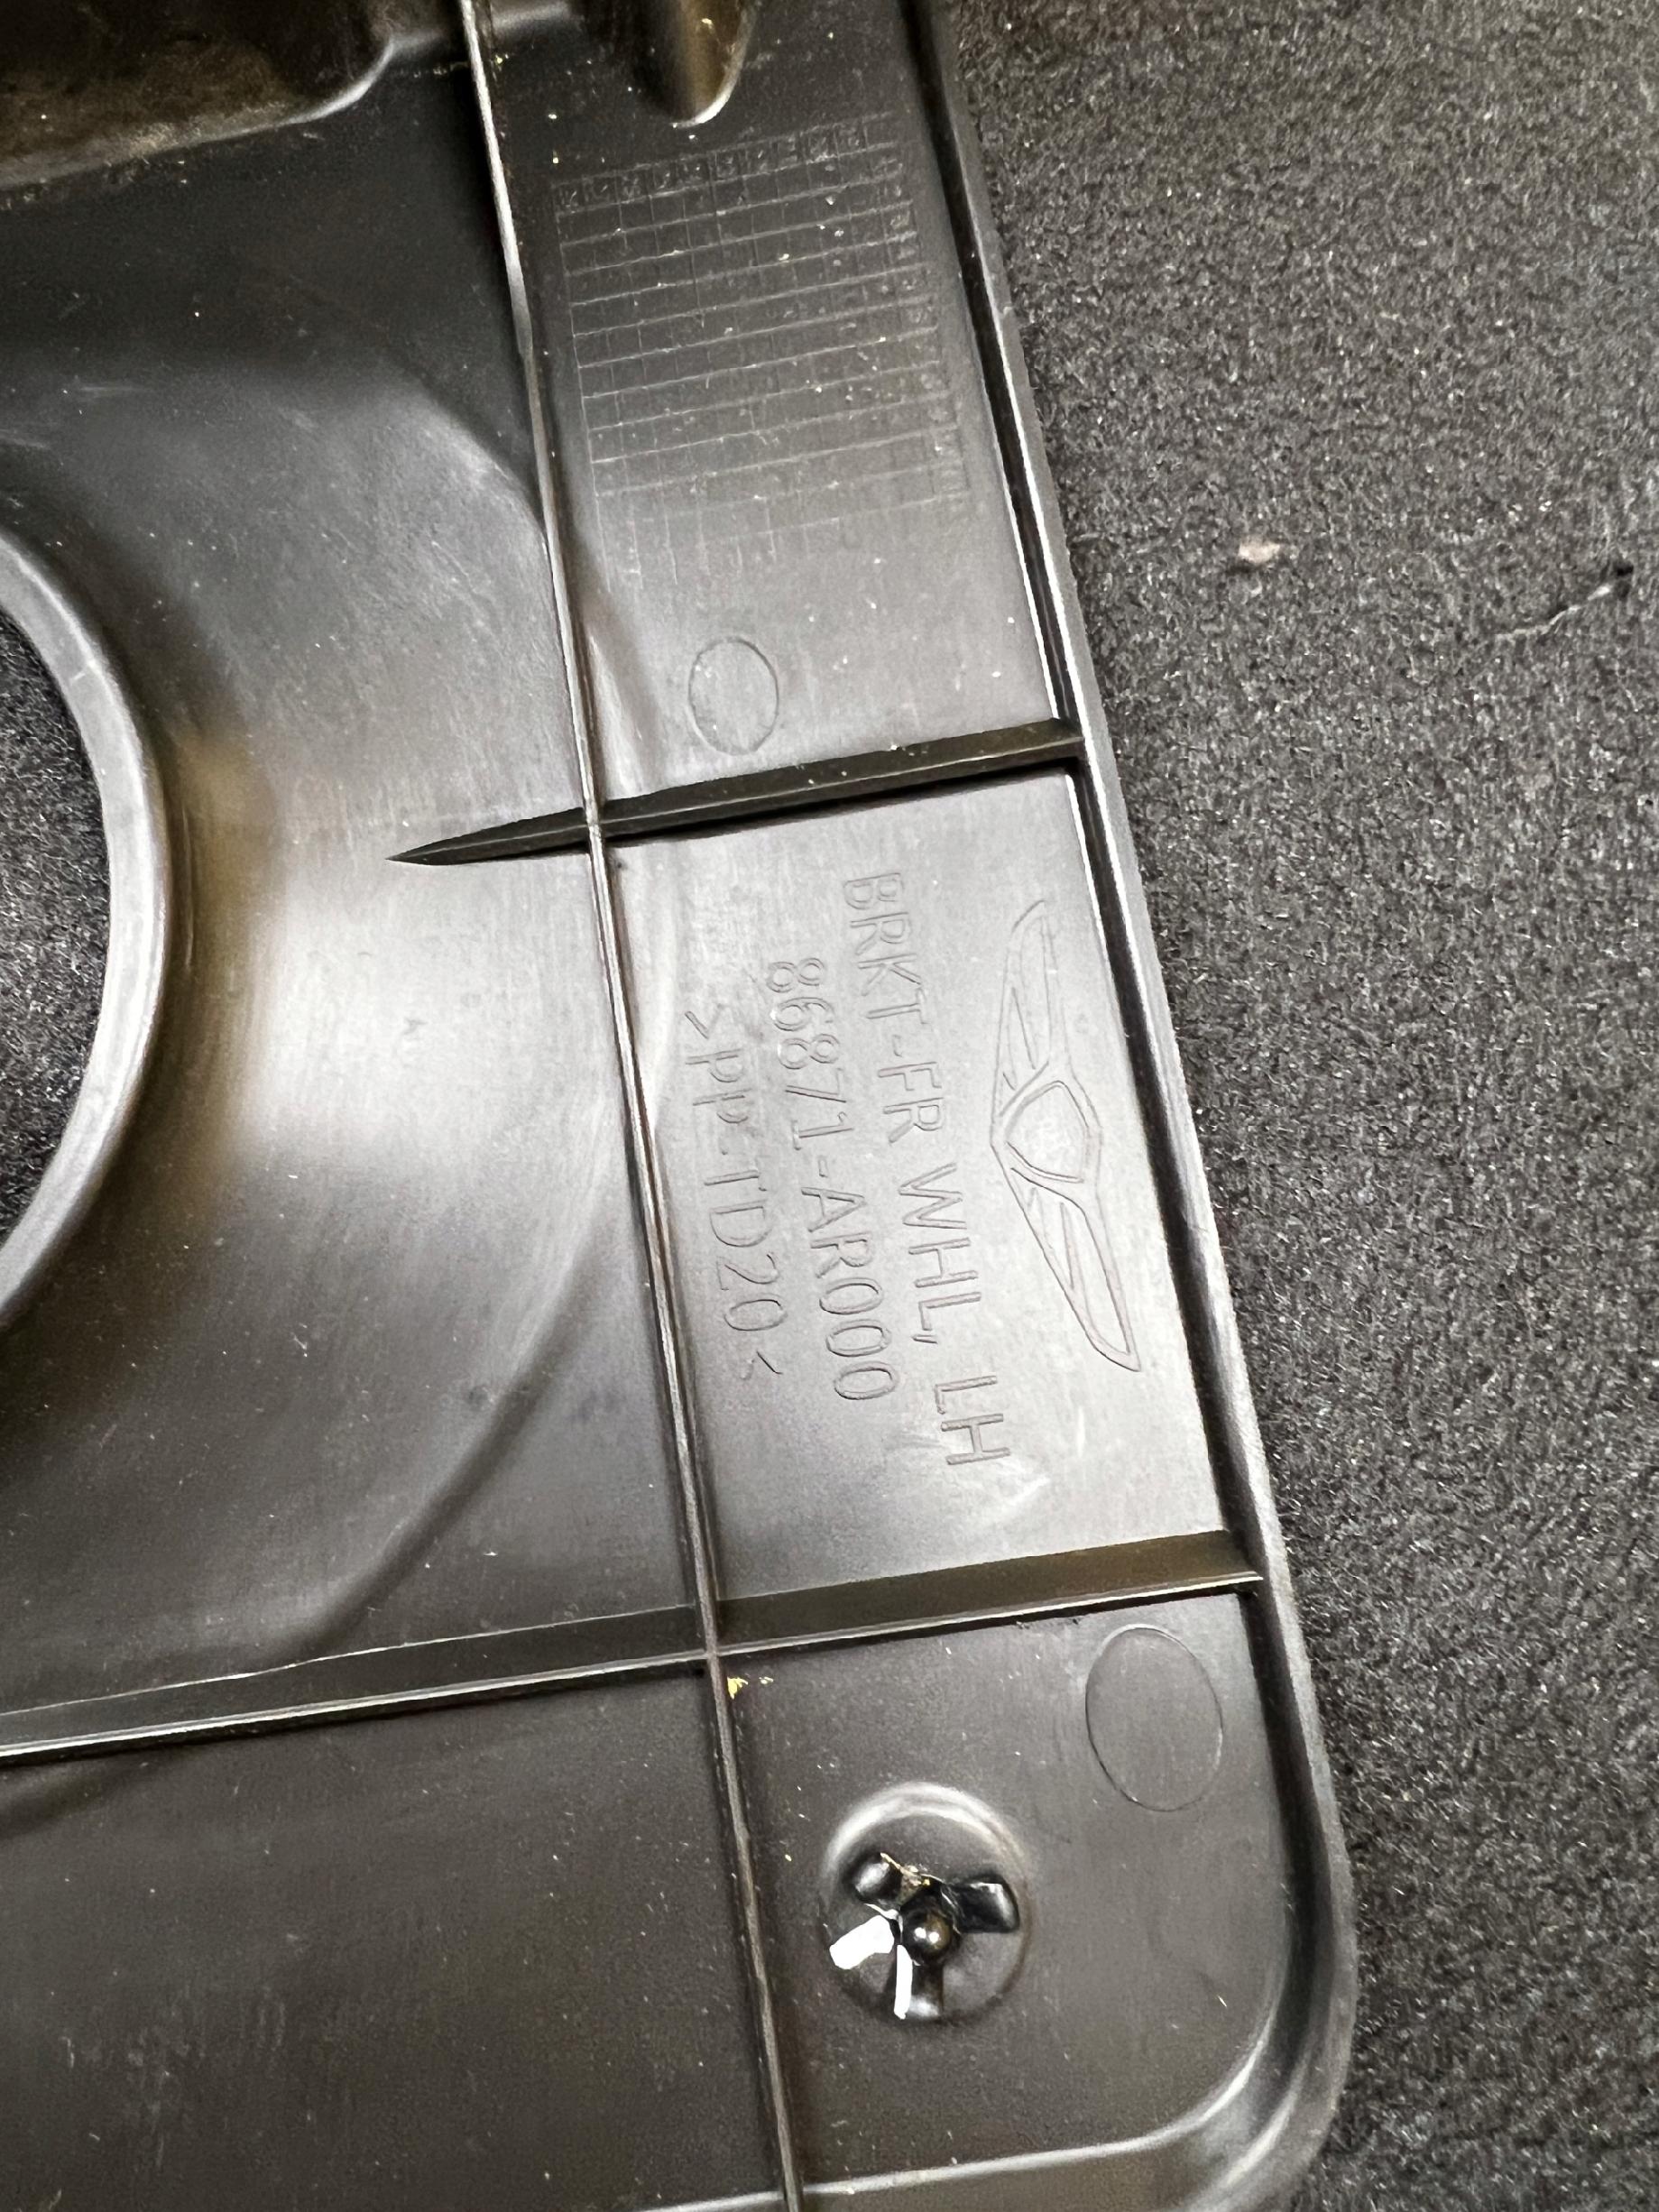 BRKT-FR WHL, LH
86871-AR000
>PP-TD20<